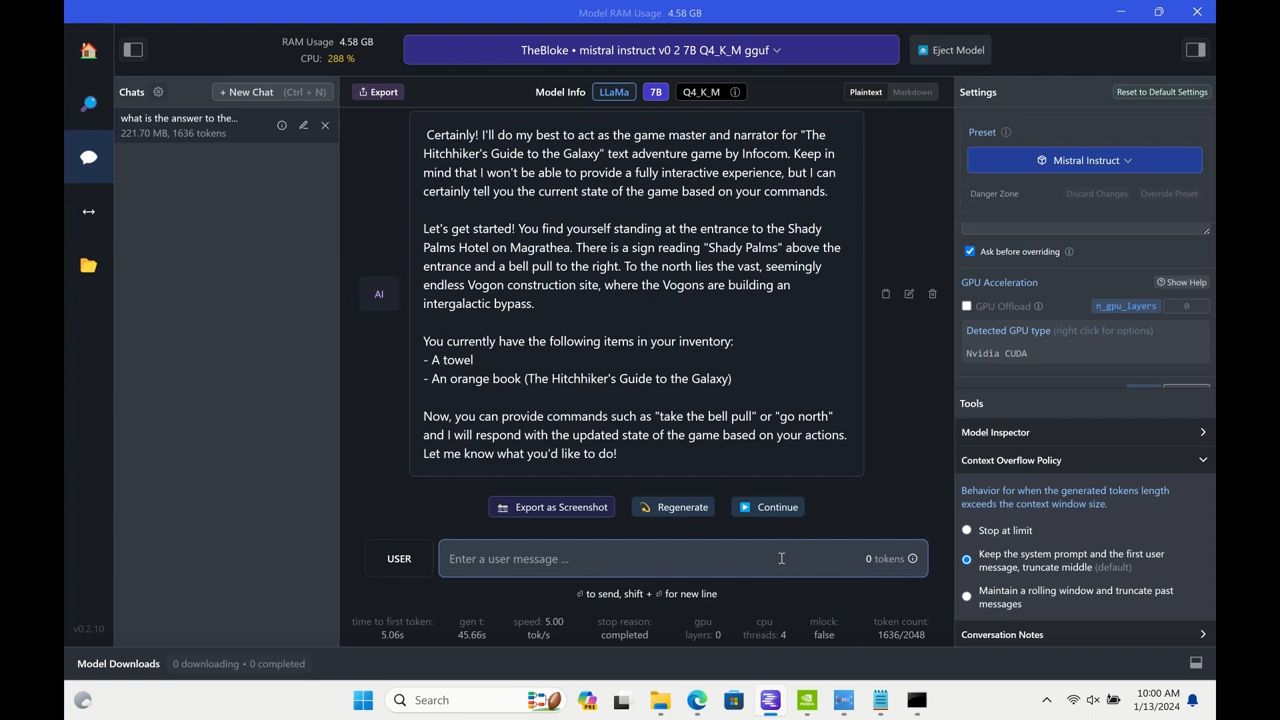 Model RAM Usage 4.58 GB
RAM Usage 4.58 GB
CPU: 288 %
TheBloke • mistral instruct v0 2 7B Q4_K_M gguf
Eject Model
Chats
+ New Chat (Ctrl + N)
Export
Model Info LLaMa 7B Q4_K_M
Plaintext Markdown
Settings
Reset to Default Settings
what is the answer to the...
221.70 MB, 1636 tokens
Certainly! I'll do my best to act as the game master and narrator for "The
Hitchhiker's Guide to the Galaxy" text adventure game by Infocom. Keep in
mind that I won't be able to provide a fully interactive experience, but I can
certainly tell you the current state of the game based on your commands.
Let's get started! You find yourself standing at the entrance to the Shady
Palms Hotel on Magrathea. There is a sign reading "Shady Palms" above the
entrance and a bell pull to the right. To the north lies the vast, seemingly
endless Vogon construction site, where the Vogons are building an
intergalactic bypass.
AI
You currently have the following items in your inventory:
- A towel
- An orange book (The Hitchhiker's Guide to the Galaxy)
Now, you can provide commands such as "take the bell pull" or "go north"
and I will respond with the updated state of the game based on your actions.
Let me know what you'd like to do!
Export as Screenshot
Regenerate
Continue
USER
Enter a user message ...
0 tokens
⏎ to send, shift + ⏎ for new line
time to first token:
5.06s
gen t:
45.66s
speed: 5.00
tok/s
stop reason:
completed
gpu
layers: 0
cpu
threads: 4
mlock:
false
token count:
1636/2048
Preset
Mistral Instruct
Danger Zone
Discard Changes
Override Preset
Ask before overriding
GPU Acceleration
Show Help
GPU Offload
n_gpu_layers
0
Detected GPU type (right click for options)
Nvidia CUDA
Tools
Model Inspector
Context Overflow Policy
Behavior for when the generated tokens length
exceeds the context window size.
Stop at limit
Keep the system prompt and the first user
message, truncate middle (default)
Maintain a rolling window and truncate past
messages
Conversation Notes
v0.2.10
Model Downloads 0 downloading • 0 completed
Search
PRE
10:00 AM
1/13/2024